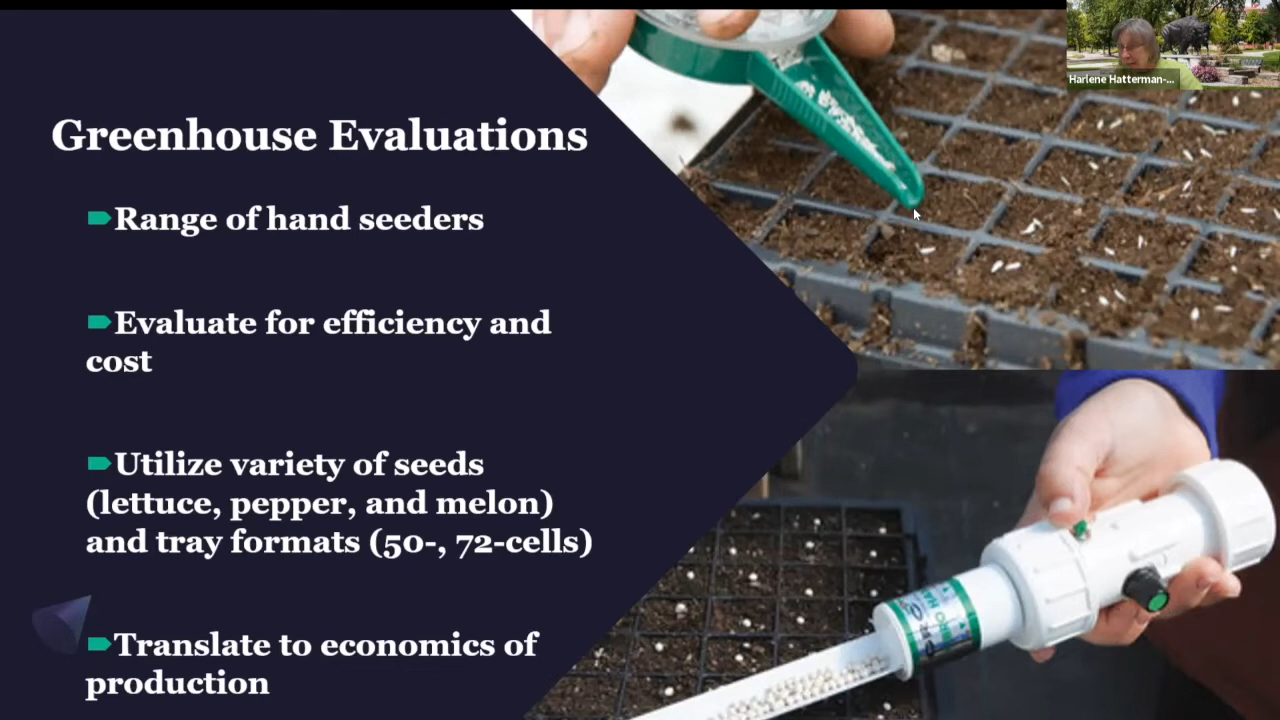 Harlene Hatterman-...
Greenhouse Evaluations
Range of hand seeders
Evaluate for efficiency and
cost
Utilize variety of seeds
(lettuce, pepper, and melon)
and tray formats (50-, 72-cells)
Translate to economics of
production